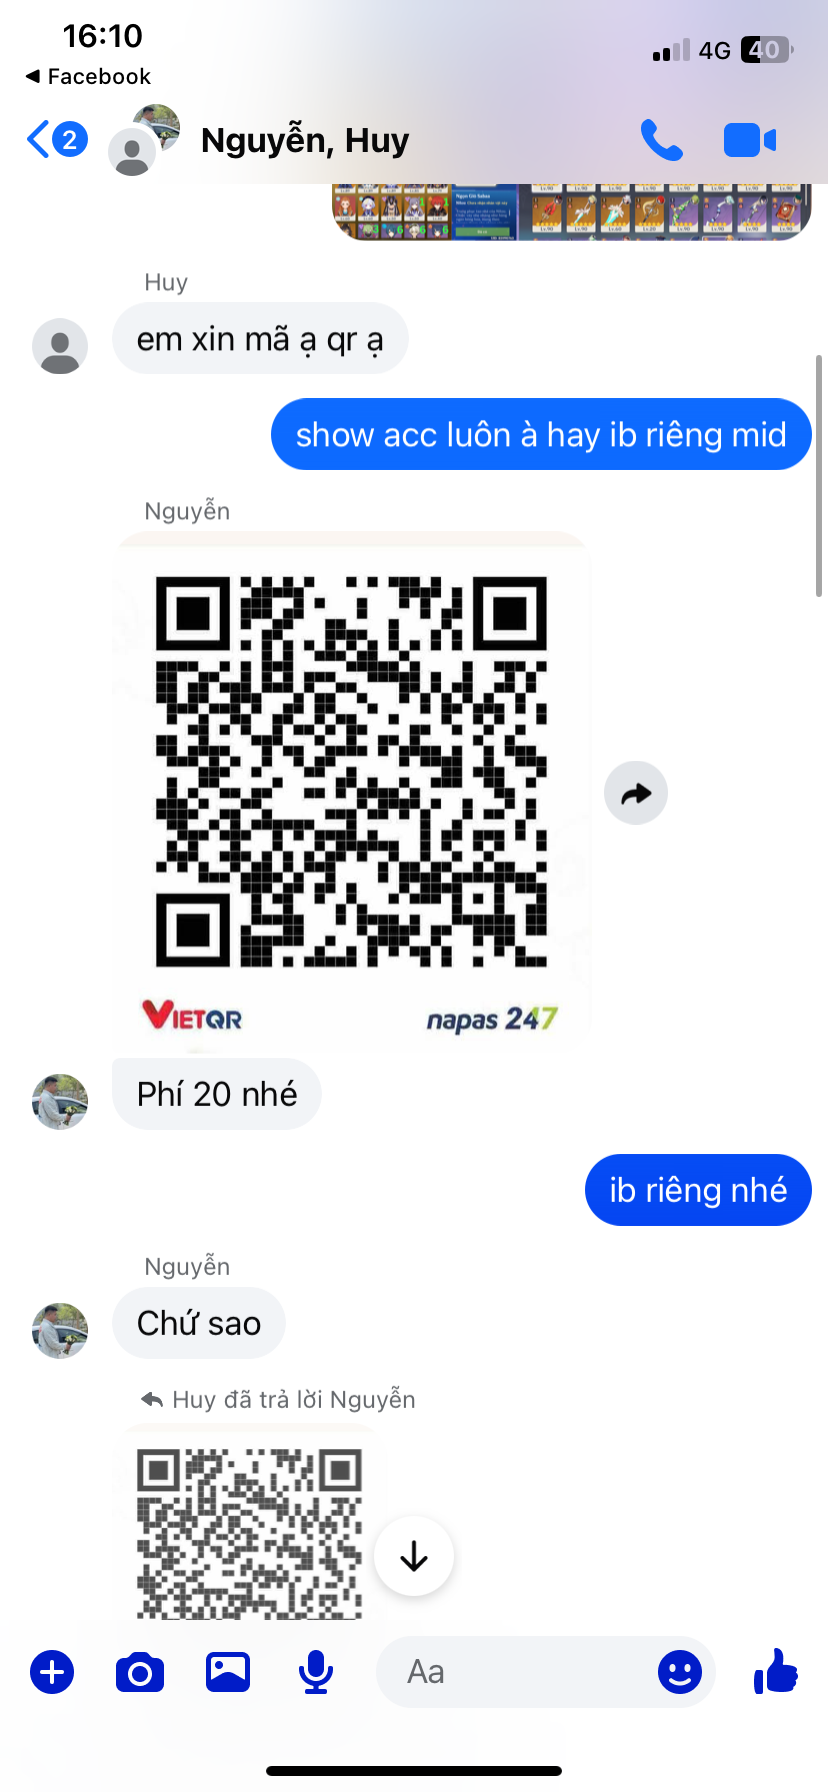 16:10
4G
40
◀ Facebook
2
Nguyễn, Huy
Huy
em xin mã ạ qr ạ
show acc luôn à hay ib riêng mid
Nguyễn
VIETQR
napas 247
Phí 20 nhé
ib riêng nhé
Nguyễn
Chứ sao
Huy đã trả lời Nguyễn
Aa